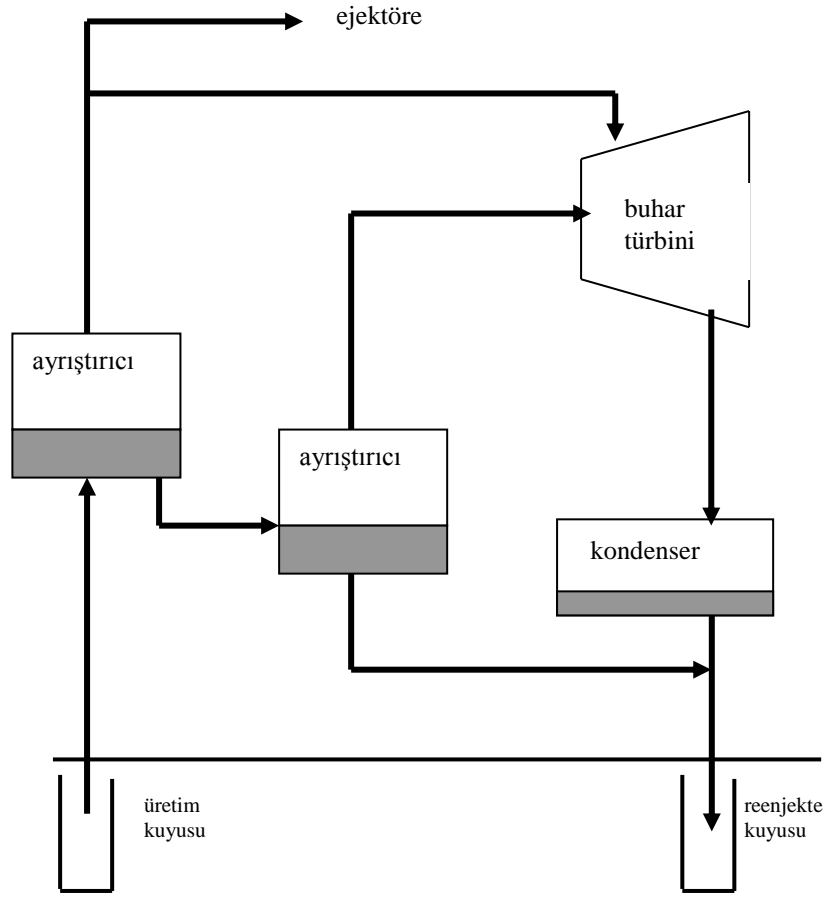 ejektöre
buhar
türbini
ayrıştırıcı
ayrıştırıcı
kondenser
üretim
kuyusu
reenjekte
kuyusu